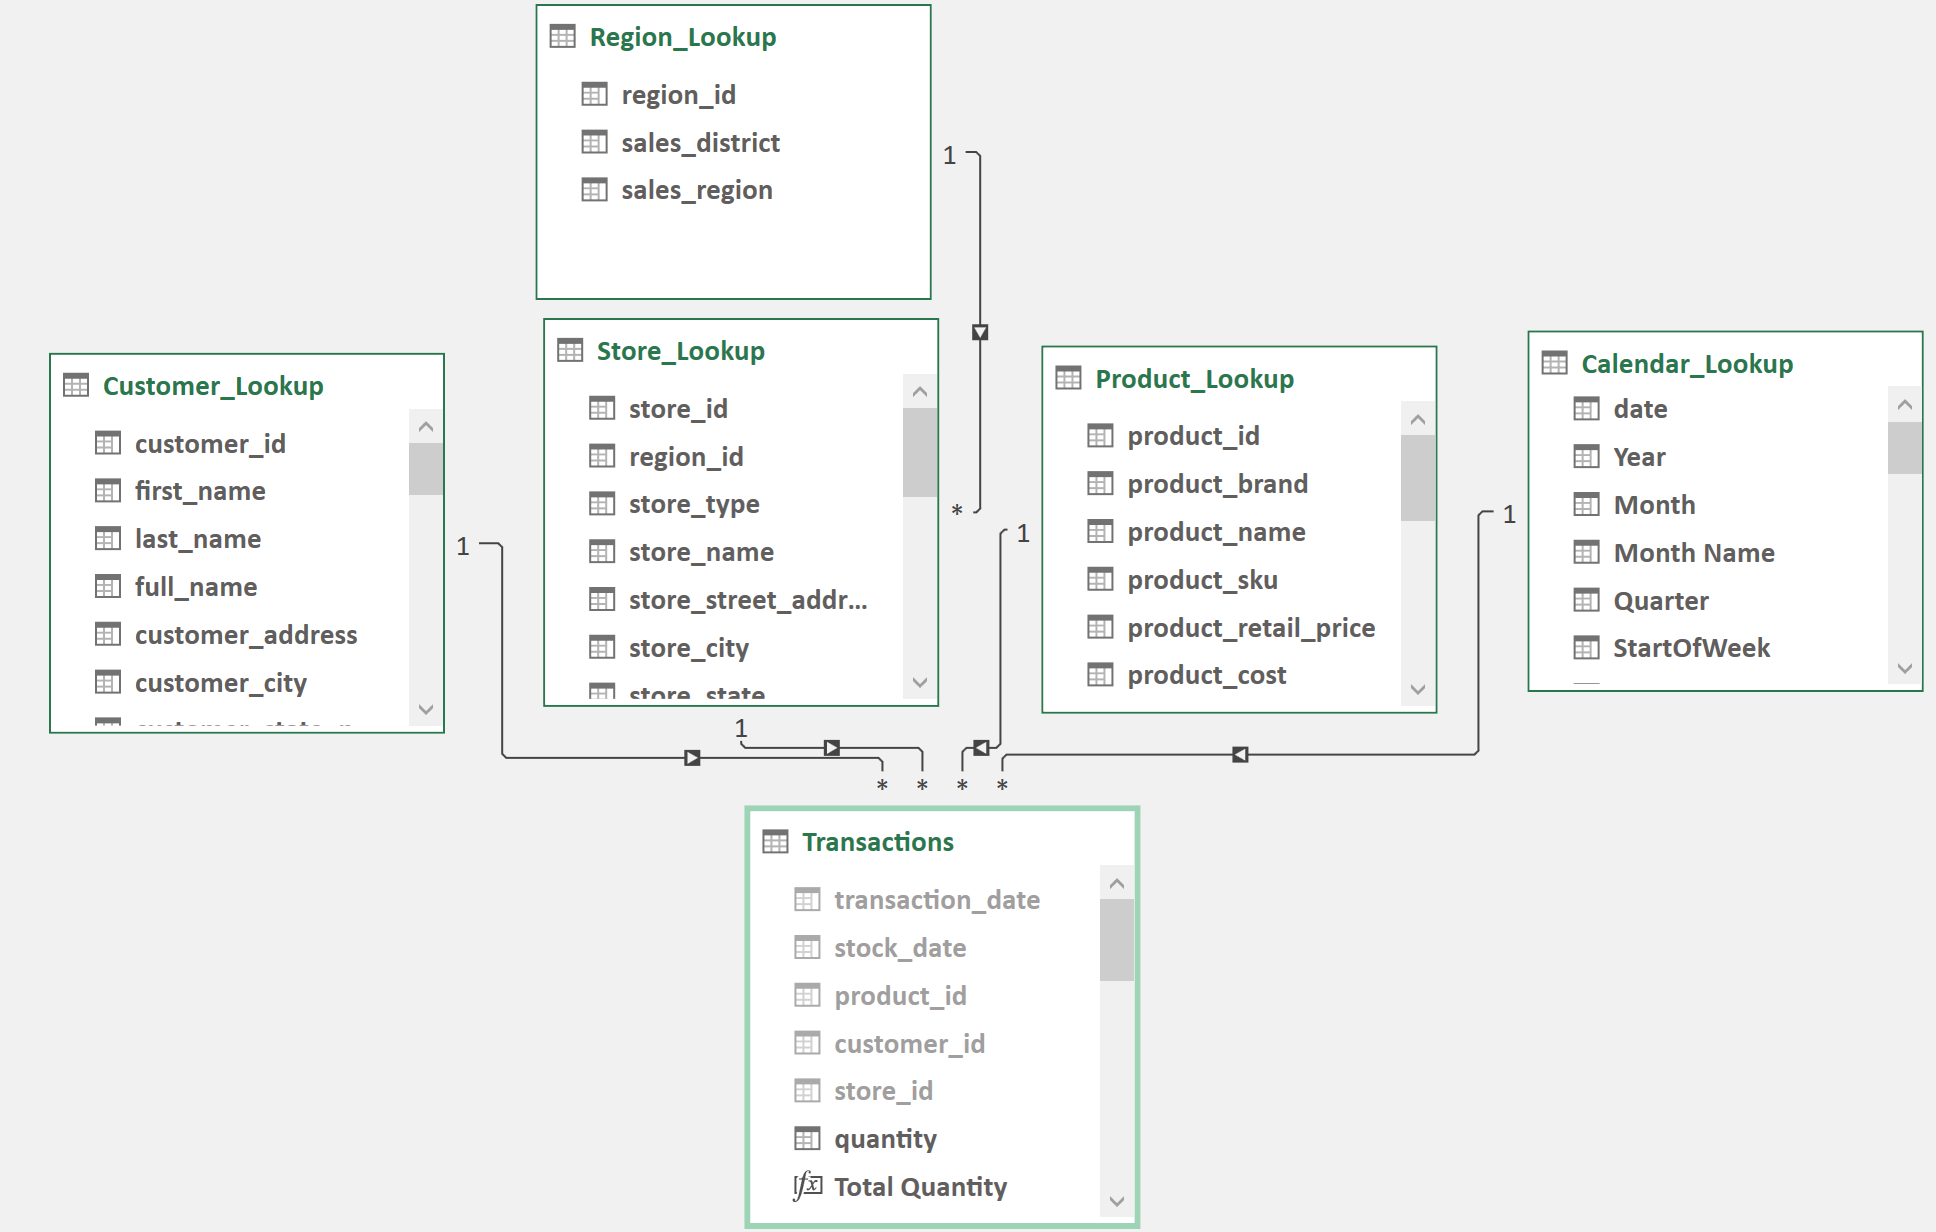 Region_Lookup
region_id
sales_district
sales_region
1
Customer_Lookup
customer_id
first_name
last_name
full_name
customer_address
customer_city
1
Store_Lookup
store_id
region_id
store_type
store_name
store_street_addr...
store_city
store_state
*
1
1
Product_Lookup
product_id
product_brand
product_name
product_sku
product_retail_price
product_cost
1
Calendar_Lookup
date
Year
Month
Month Name
Quarter
StartOfWeek
* * * *
Transactions
transaction_date
stock_date
product_id
customer_id
store_id
quantity
fx Total Quantity